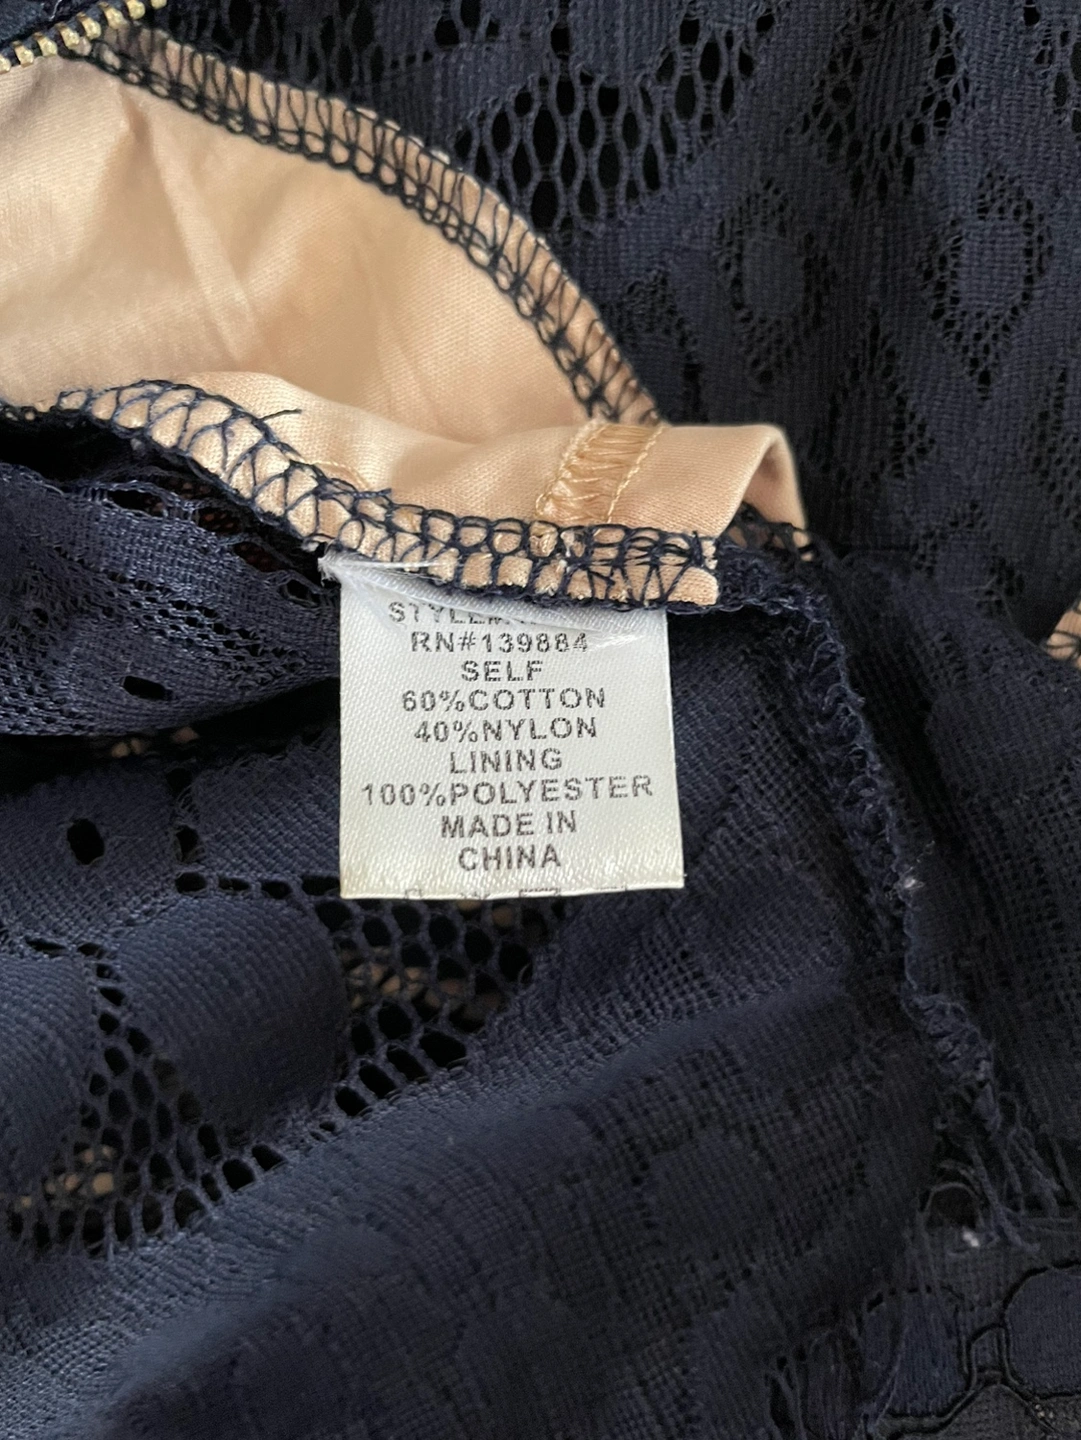 RN#139884
SELF
60%COTTON
40%NYLON
LINING
100%POLYESTER
MADE IN
CHINA